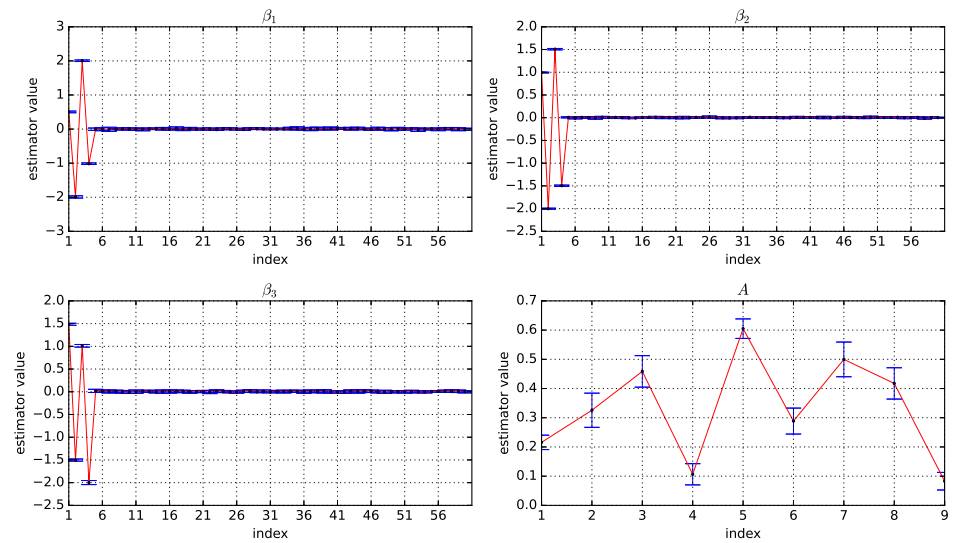 β1
estimator value
3
2
1
0
−1
−2
−3
1 6 11 16 21 26 31 36 41 46 51 56
index
β2
estimator value
2.0
1.5
1.0
0.5
0.0
−0.5
−1.0
−1.5
−2.0
−2.5
1 6 11 16 21 26 31 36 41 46 51 56
index
β3
estimator value
2.0
1.5
1.0
0.5
0.0
−0.5
−1.0
−1.5
−2.0
−2.5
1 6 11 16 21 26 31 36 41 46 51 56
index
A
estimator value
0.7
0.6
0.5
0.4
0.3
0.2
0.1
0.0
1 2 3 4 5 6 7 8 9
index